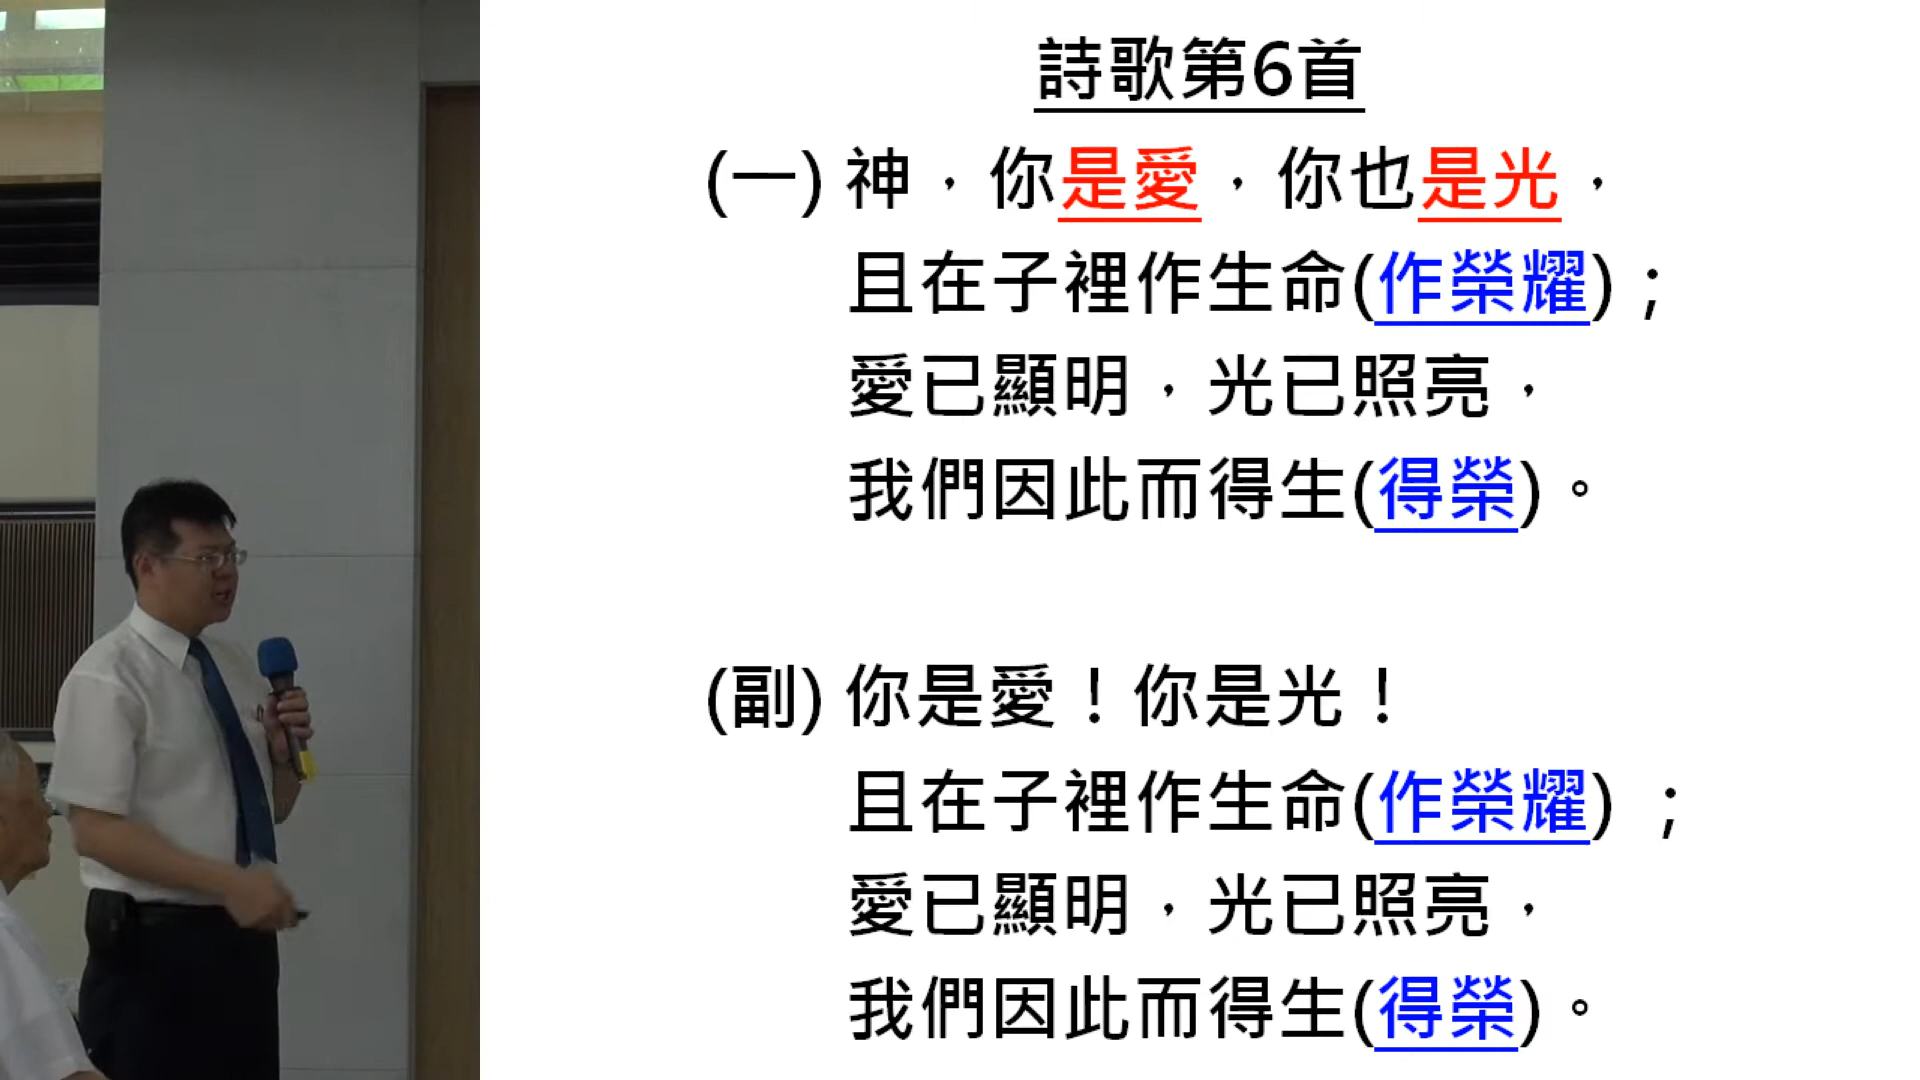 詩歌第6首
(一) 神，你是愛，你也是光，
且在子裡作生命(作榮耀)；
愛已顯明，光已照亮，
我們因此而得生(得榮)。
(副) 你是愛！你是光！
且在子裡作生命(作榮耀) ；
愛已顯明，光已照亮，
我們因此而得生(得榮)。